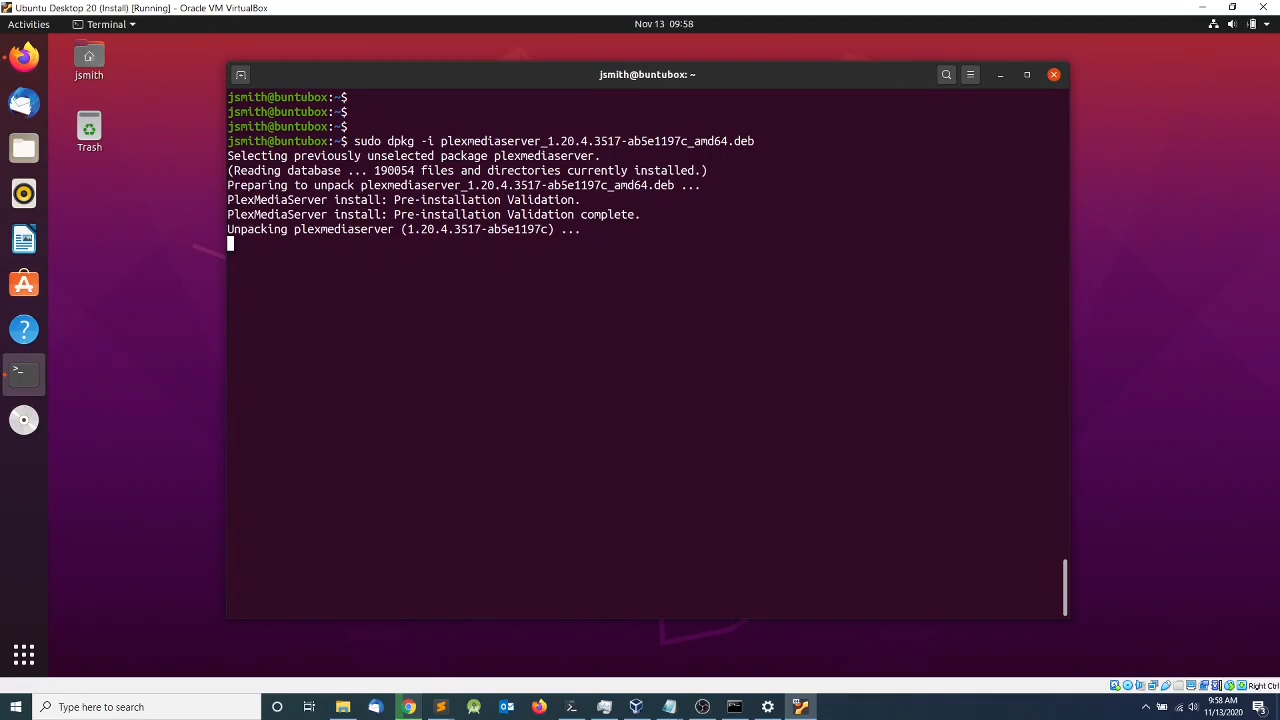 Ubuntu Desktop 20 (Install) [Running] - Oracle VM VirtualBox
Activities
Terminal
Nov 13 09:58
jsmith
Trash
jsmith@buntubox: ~
jsmith@buntubox:~$
jsmith@buntubox:~$
jsmith@buntubox:~$
jsmith@buntubox:~$ sudo dpkg -i plexmediaserver_1.20.4.3517-ab5e1197c_amd64.deb
Selecting previously unselected package plexmediaserver.
(Reading database ... 190054 files and directories currently installed.)
Preparing to unpack plexmediaserver_1.20.4.3517-ab5e1197c_amd64.deb ...
PlexMediaServer install: Pre-installation Validation.
PlexMediaServer install: Pre-installation Validation complete.
Unpacking plexmediaserver (1.20.4.3517-ab5e1197c) ...
Right Ctrl
Type here to search
9:58 AM
11/13/2020